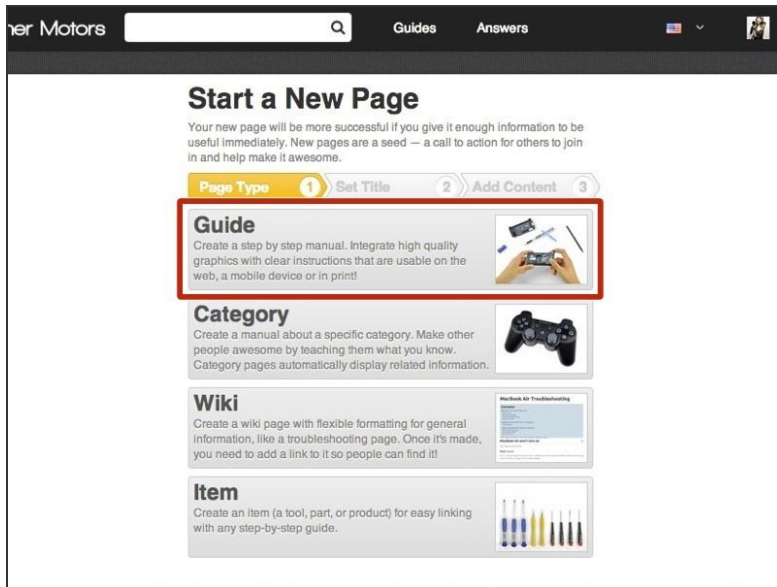 ner Motors Guides Answers
Start a New Page
Your new page will be more successful if you give it enough information to be
useful immediately. New pages are a seed — a call to action for others to join
in and help make it awesome.
Page Type 1 Set Title 2 Add Content 3
Guide
Create a step by step manual. Integrate high quality
graphics with clear instructions that are usable on the
web, a mobile device or in print!
Category
Create a manual about a specific category. Make other
people awesome by teaching them what you know.
Category pages automatically display related information.
Wiki
Create a wiki page with flexible formatting for general
information, like a troubleshooting page. Once it's made,
you need to add a link to it so people can find it!
MacBook Air Troubleshooting
Item
Create an item (a tool, part, or product) for easy linking
with any step-by-step guide.